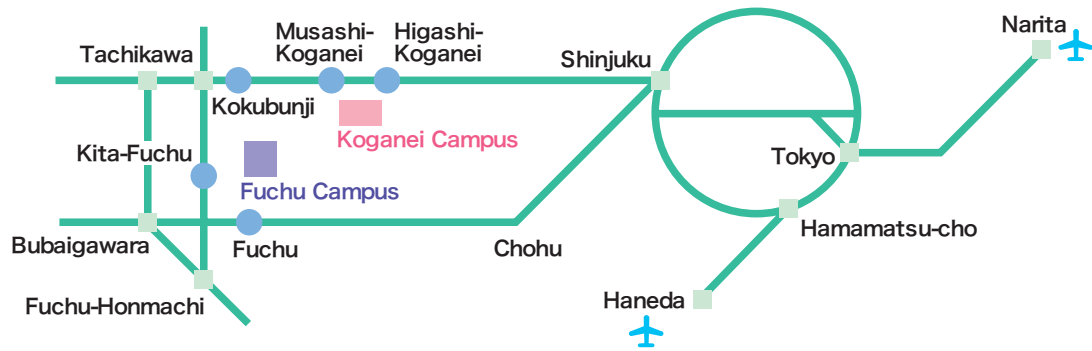 Narita
Musashi-
Koganei
Higashi-
Koganei
Tachikawa
Shinjuku
Kokubunji
Koganei Campus
Kita-Fuchu
Tokyo
Fuchu Campus
Hamamatsu-cho
Bubaigawara
Fuchu
Chohu
Fuchu-Honmachi
Haneda